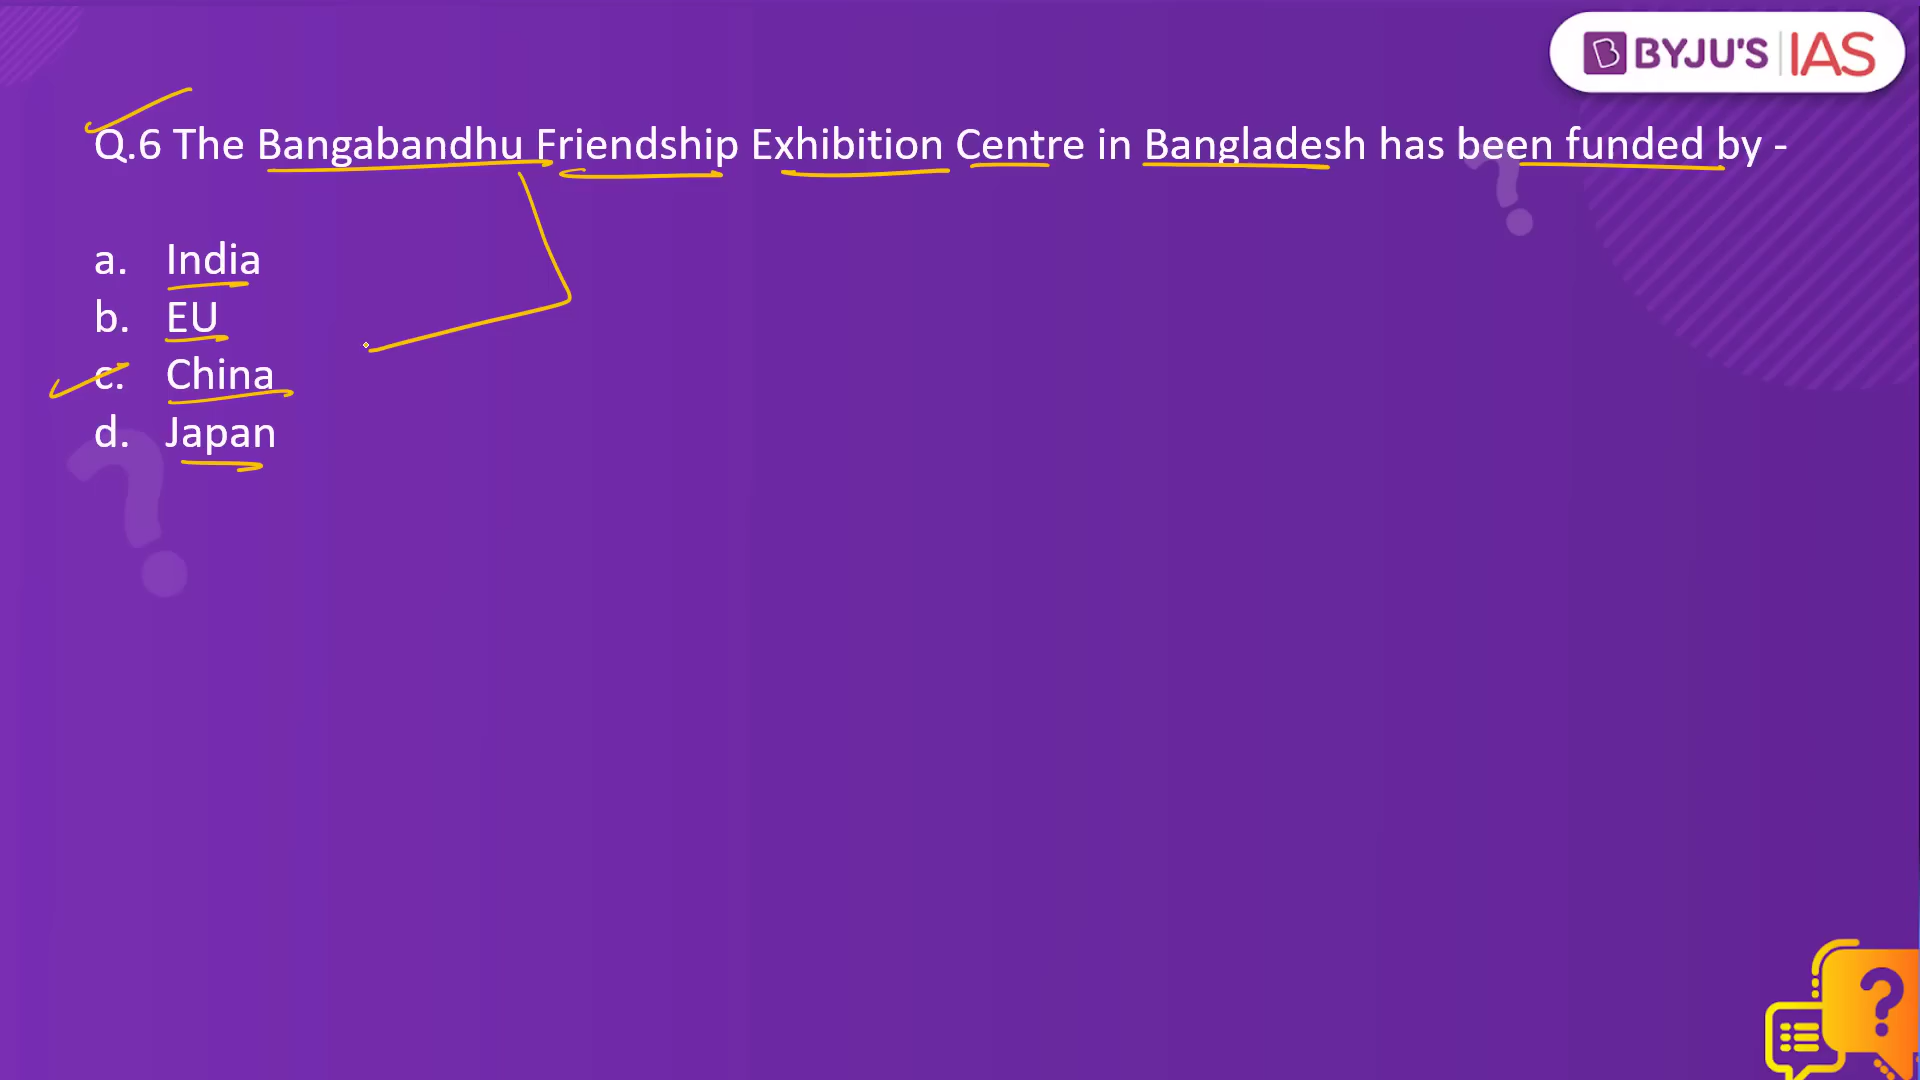 BYJU'S IAS
Q.6 The Bangabandhu Friendship Exhibition Centre in Bangladesh has been funded by -
a. India
b. EU
c. China
d. Japan